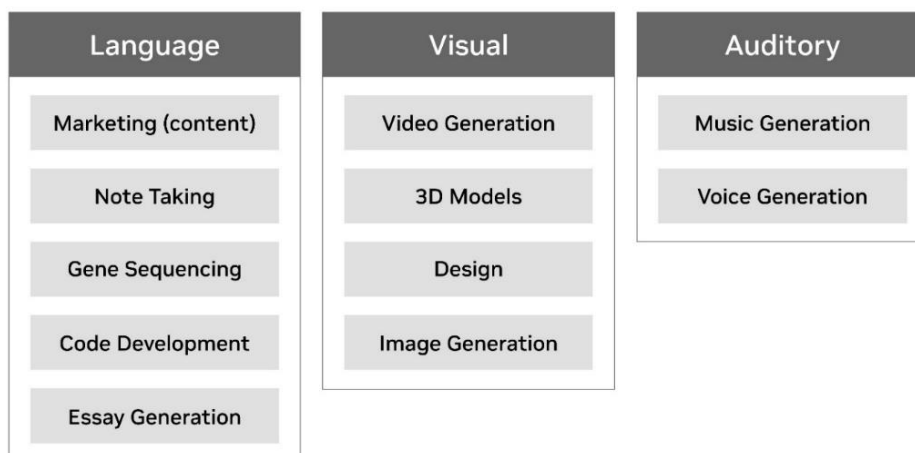 Language
Marketing (content)
Note Taking
Gene Sequencing
Code Development
Essay Generation
Visual
Video Generation
3D Models
Design
Image Generation
Auditory
Music Generation
Voice Generation